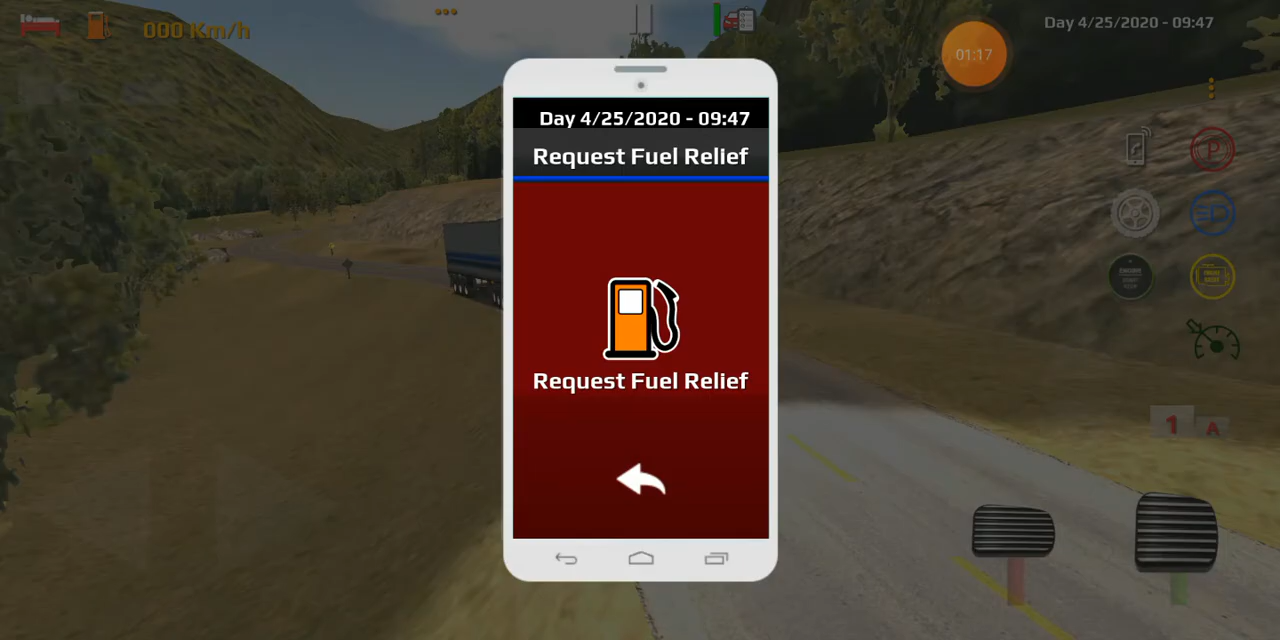 000 Km/h
Day 4/25/2020 - 09:47
01:17
Day 4/25/2020 - 09:47
Request Fuel Relief
P
Request Fuel Relief
1 A